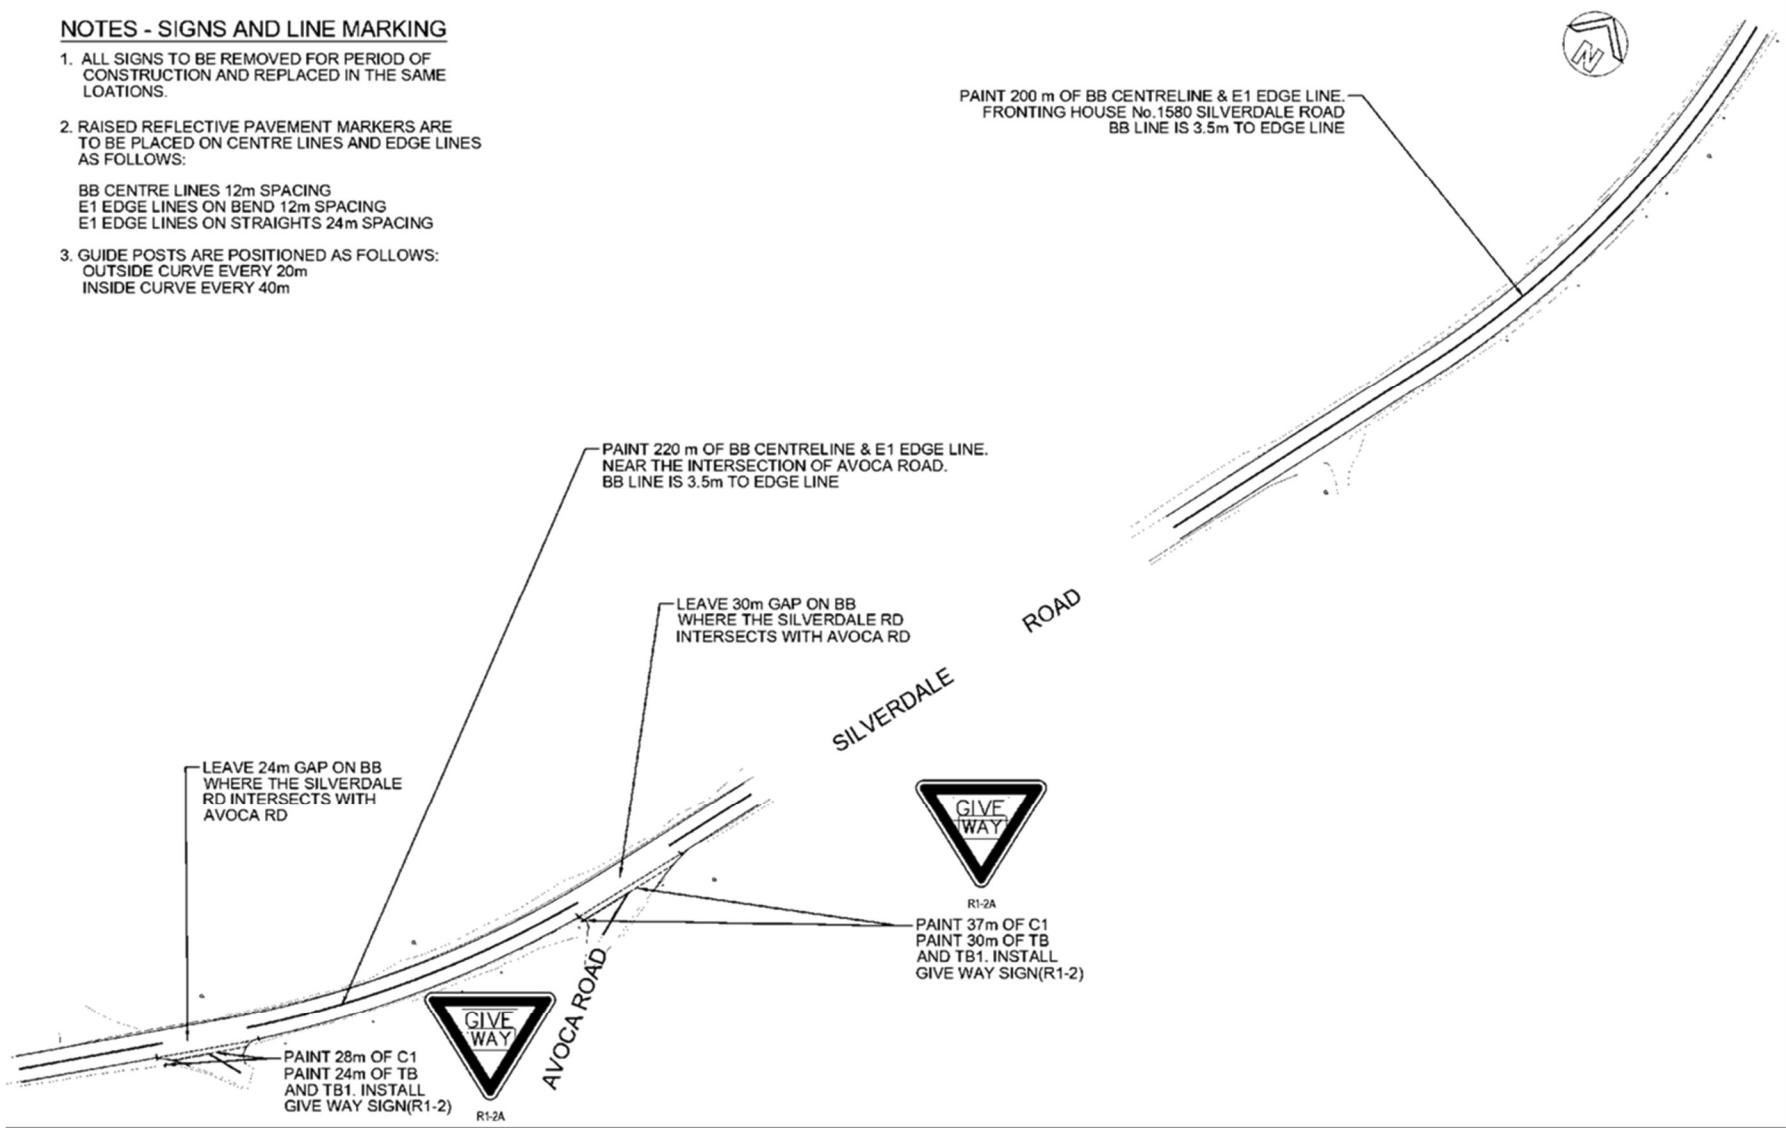 NOTES - SIGNS AND LINE MARKING
1. ALL SIGNS TO BE REMOVED FOR PERIOD OF
CONSTRUCTION AND REPLACED IN THE SAME
LOATIONS.
2. RAISED REFLECTIVE PAVEMENT MARKERS ARE
TO BE PLACED ON CENTRE LINES AND EDGE LINES
AS FOLLOWS:
BB CENTRE LINES 12m SPACING
E1 EDGE LINES ON BEND 12m SPACING
E1 EDGE LINES ON STRAIGHTS 24m SPACING
3. GUIDE POSTS ARE POSITIONED AS FOLLOWS:
OUTSIDE CURVE EVERY 20m
INSIDE CURVE EVERY 40m
N
PAINT 200 m OF BB CENTRELINE & E1 EDGE LINE.
FRONTING HOUSE No.1580 SILVERDALE ROAD
BB LINE IS 3.5m TO EDGE LINE
PAINT 220 m OF BB CENTRELINE & E1 EDGE LINE.
NEAR THE INTERSECTION OF AVOCA ROAD.
BB LINE IS 3.5m TO EDGE LINE
LEAVE 30m GAP ON BB
WHERE THE SILVERDALE RD
INTERSECTS WITH AVOCA RD
SILVERDALE ROAD
LEAVE 24m GAP ON BB
WHERE THE SILVERDALE
RD INTERSECTS WITH
AVOCA RD
GIVE
WAY
R1-2A
PAINT 37m OF C1
PAINT 30m OF TB
AND TB1. INSTALL
GIVE WAY SIGN(R1-2)
AVOCA ROAD
GIVE
WAY
R1-2A
PAINT 28m OF C1
PAINT 24m OF TB
AND TB1. INSTALL
GIVE WAY SIGN(R1-2)